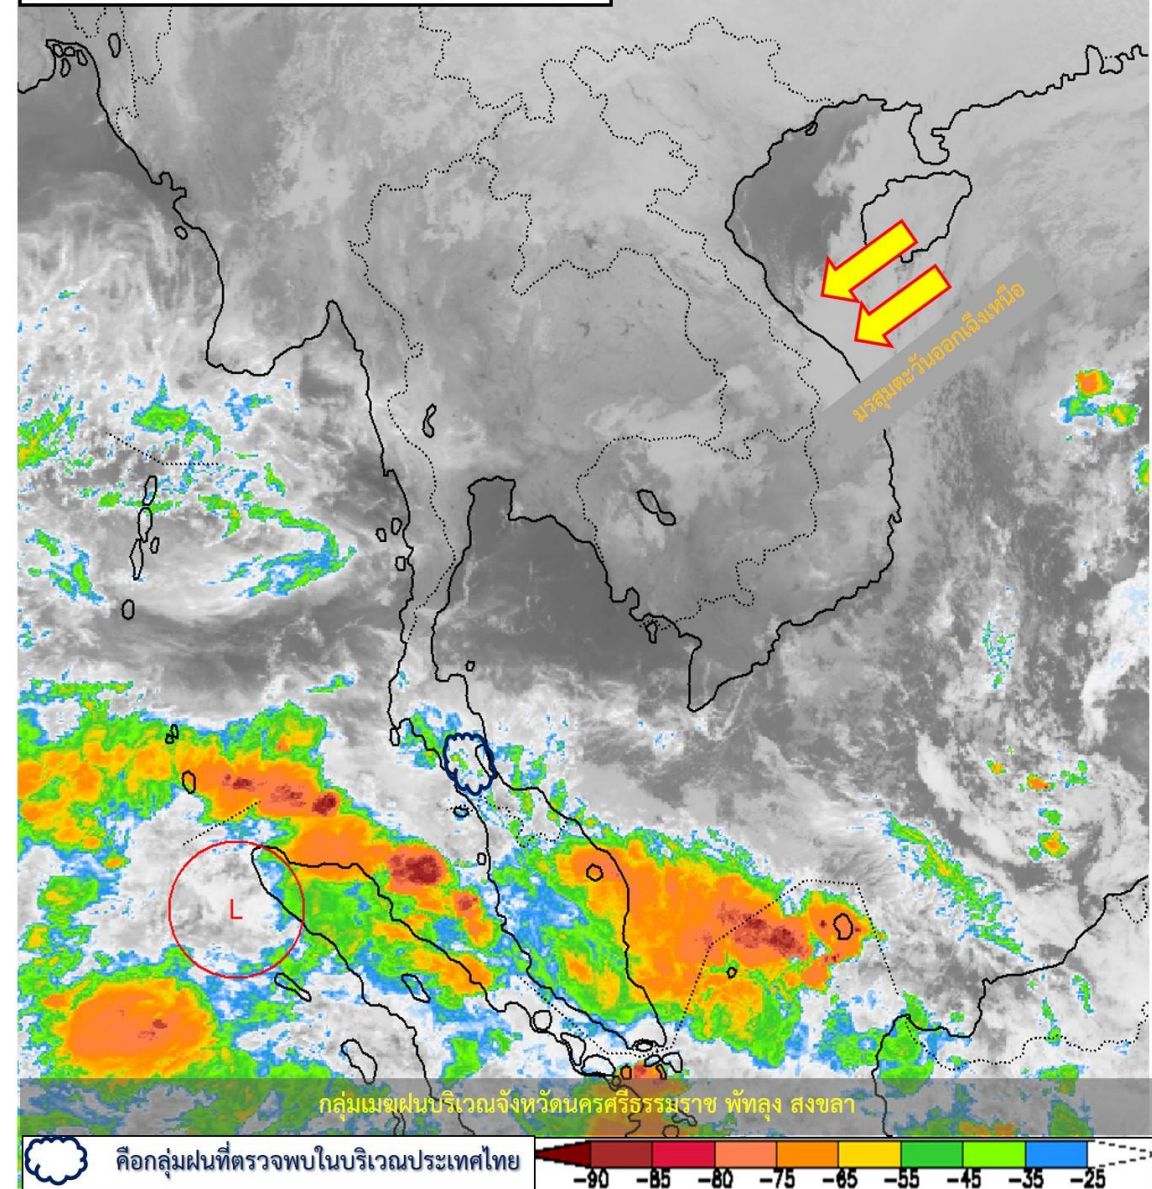 มรสุมตะวันออกเฉียงเหนือ
L
กลุ่มเมฆฝนบริเวณจังหวัดนครศรีธรรมราช พัทลุง สงขลา
คือกลุ่มฝนที่ตรวจพบในบริเวณประเทศไทย
-90 -85 -80 -75 -65 -55 -45 -35 -25